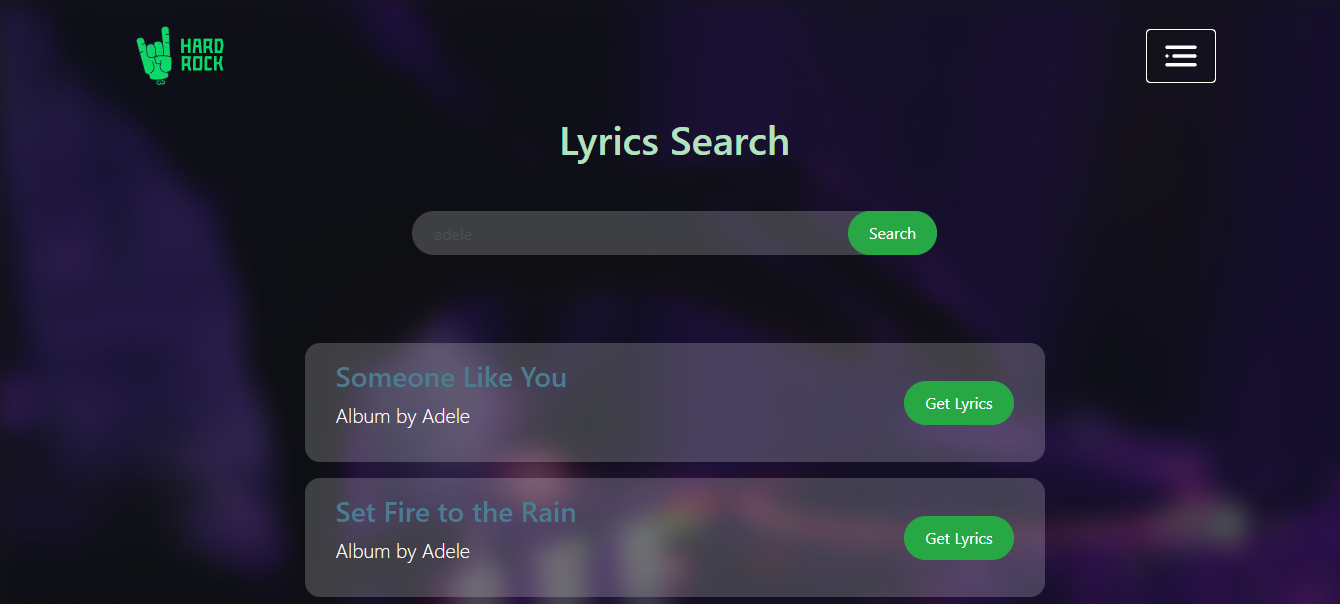 HARD
ROCK
Lyrics Search
adele
Search
Someone Like You
Album by Adele
Get Lyrics
Set Fire to the Rain
Album by Adele
Get Lyrics